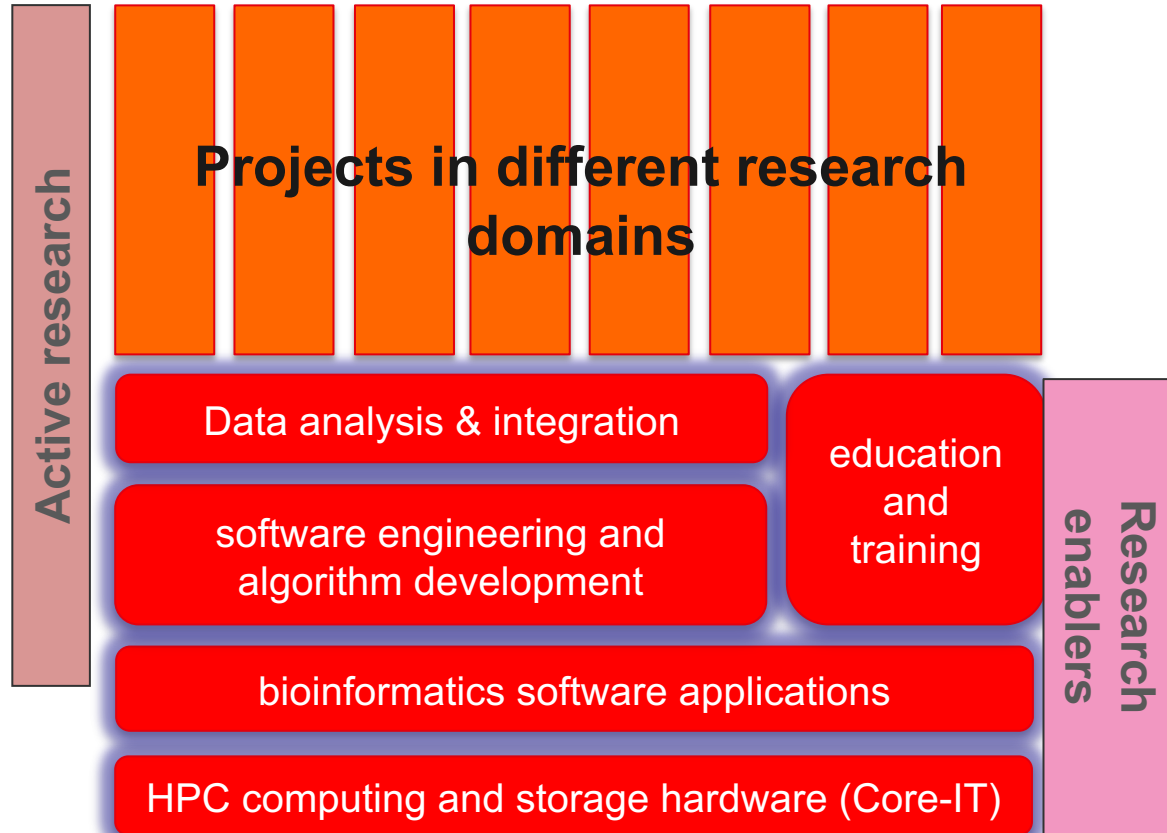 Active research
Projects in different research
domains
Data analysis & integration
education
and
training
software engineering and
algorithm development
Research
enablers
bioinformatics software applications
HPC computing and storage hardware (Core-IT)